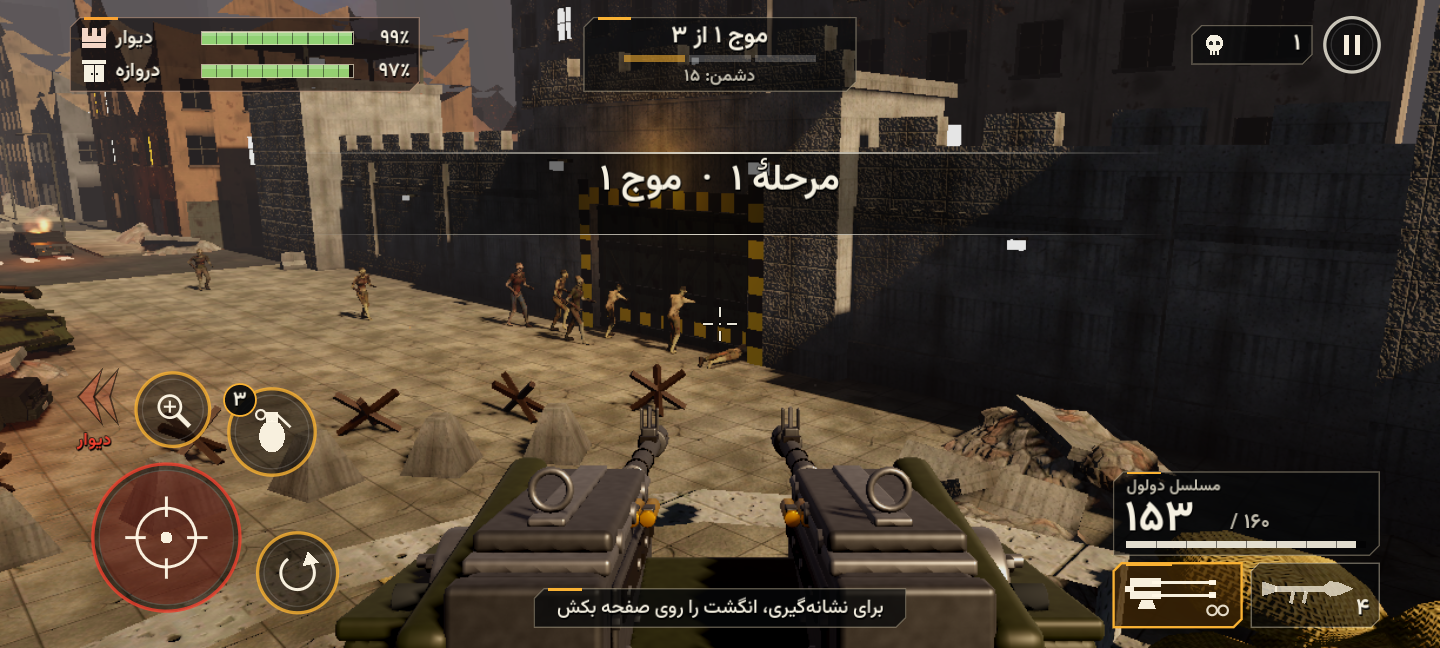 دیوار ۹۹٪
دروازه ۹۷٪
موج ۱ از ۳
دشمن: ۱۵
۱
مرحلهٔ ۱ · موج ۱
۳
دیوار
مسلسل دولول
۱۵۳ / ۱۶۰
∞
۴
برای نشانه‌گیری، انگشت را روی صفحه بکش